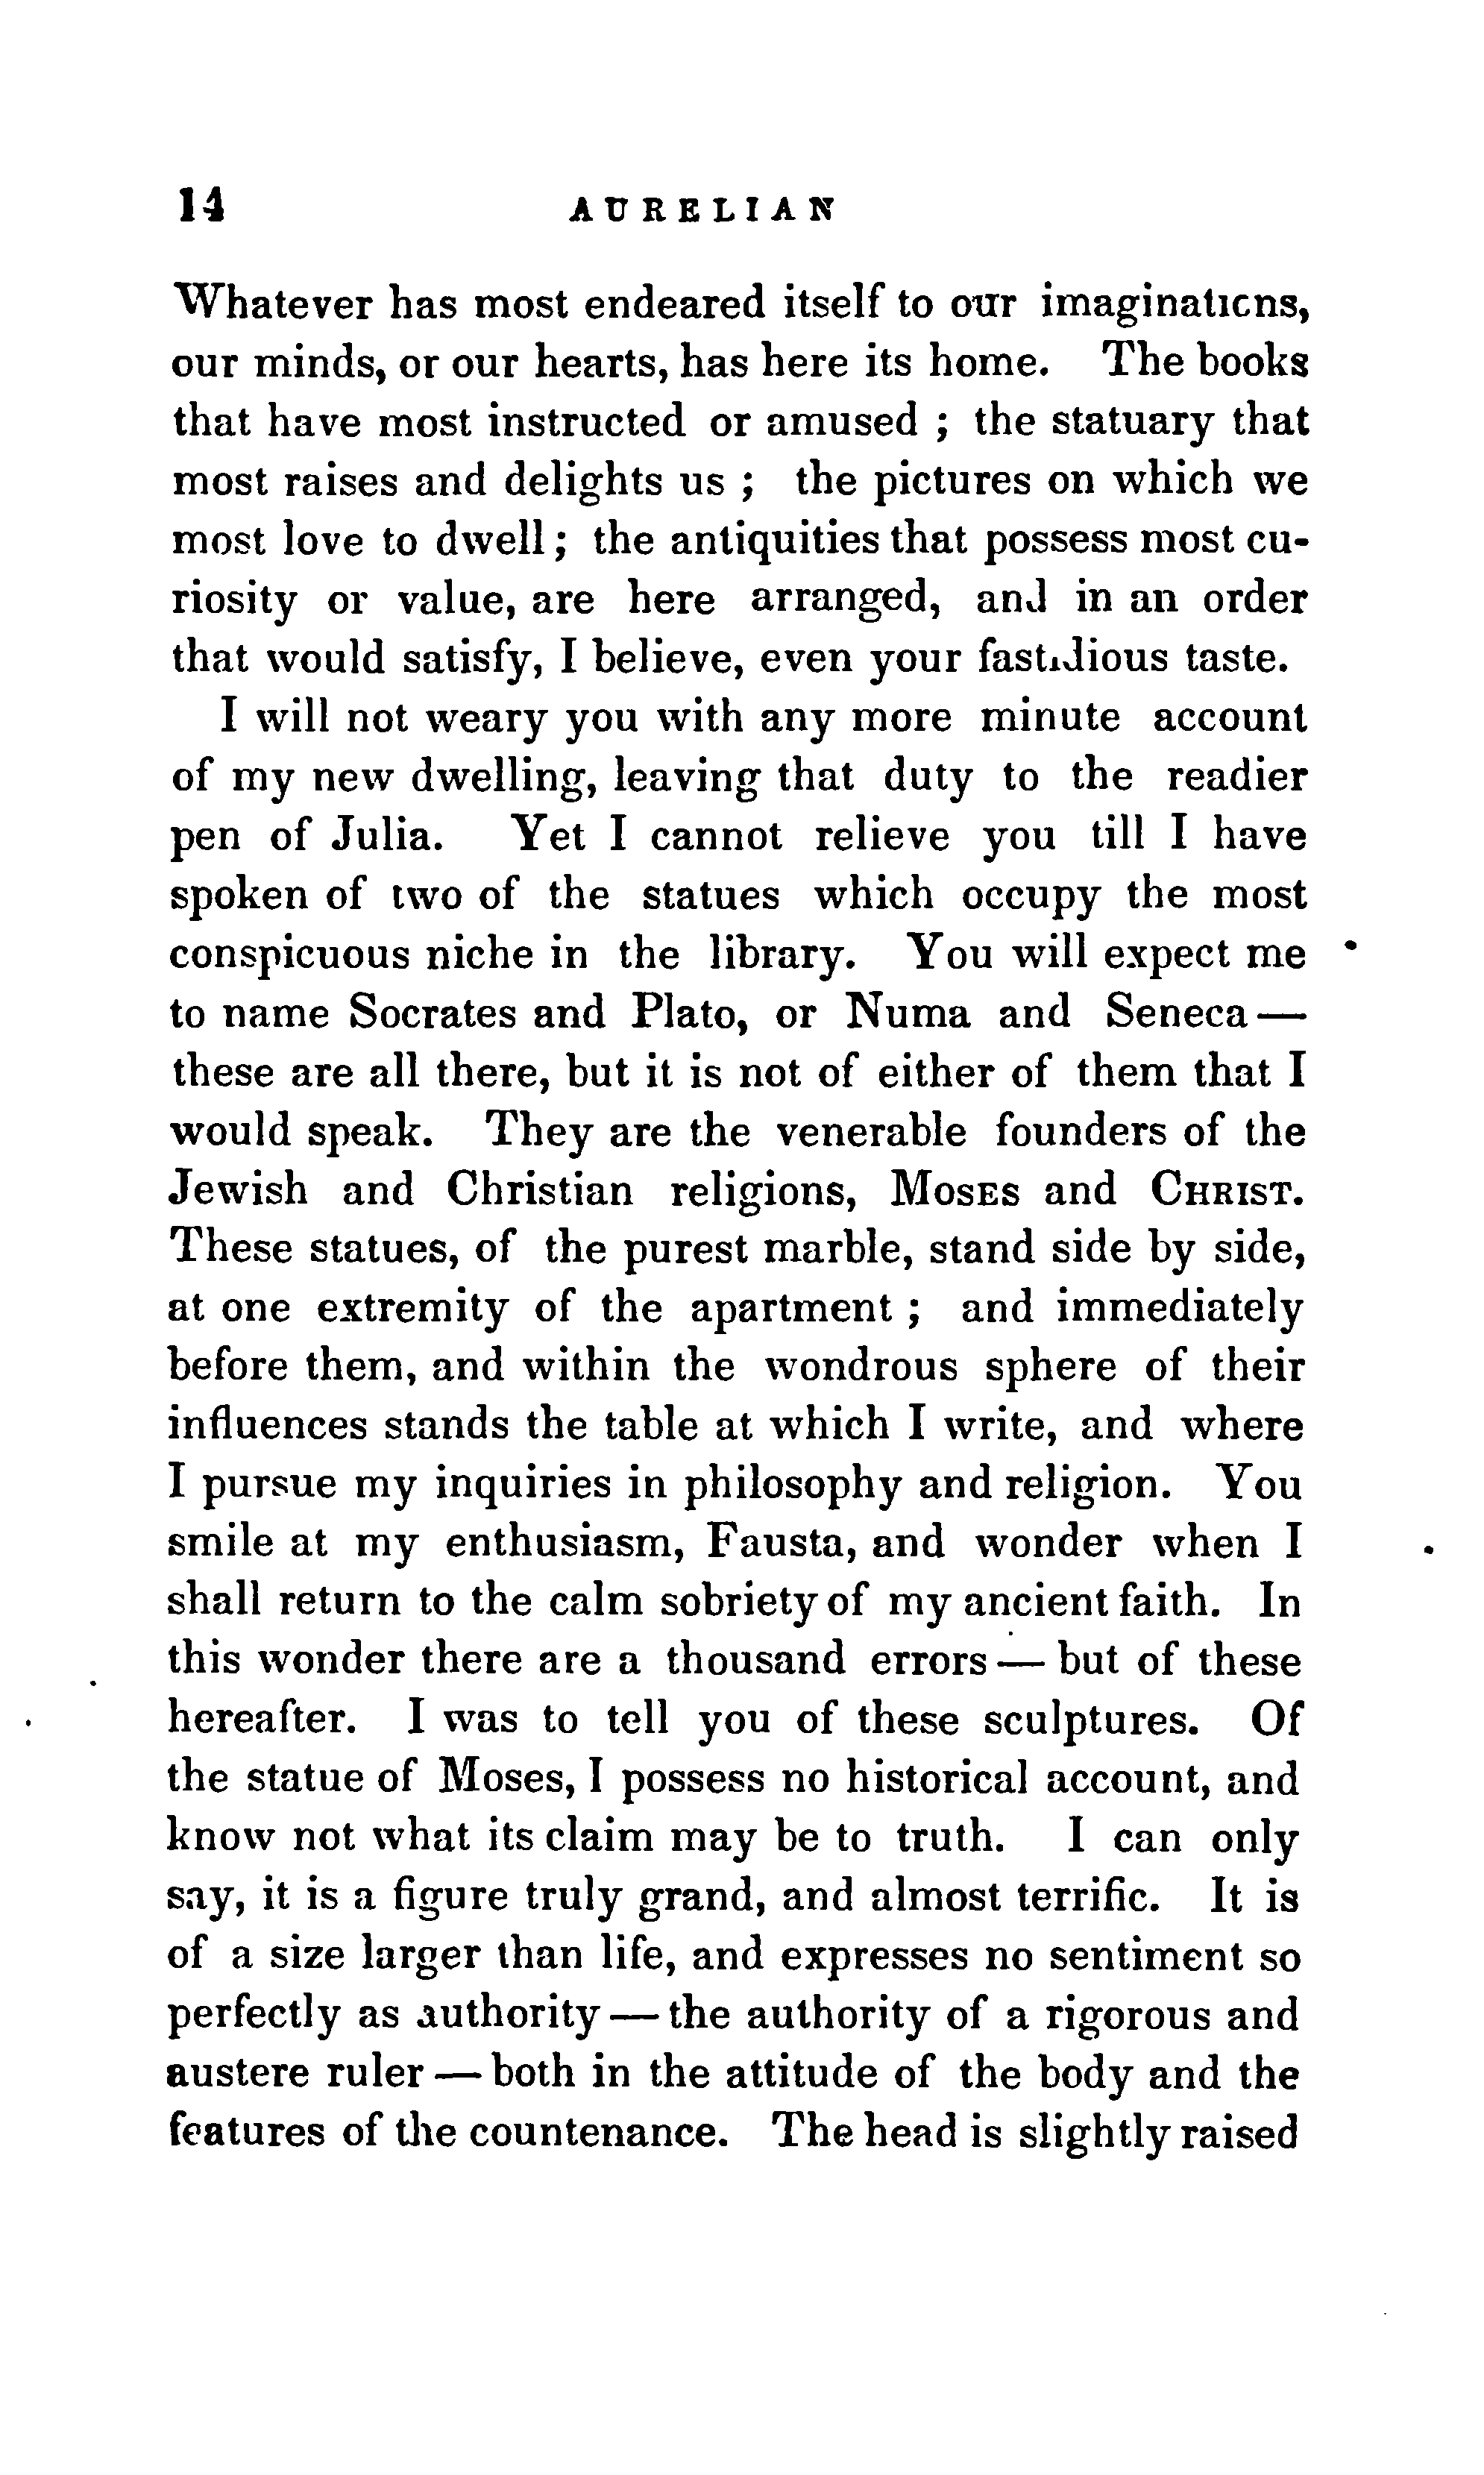 14 AURELIAN
Whatever has most endeared itself to our imaginations,
our minds, or our hearts, has here its home. The books
that have most instructed or amused ; the statuary that
most raises and delights us ; the pictures on which we
most love to dwell ; the antiquities that possess most cu-
riosity or value, are here arranged, and in an order
that would satisfy, I believe, even your fastidious taste.
I will not weary you with any more minute account
of my new dwelling, leaving that duty to the readier
pen of Julia. Yet I cannot relieve you till I have
spoken of two of the statues which occupy the most
conspicuous niche in the library. You will expect me
to name Socrates and Plato, or Numa and Seneca —
these are all there, but it is not of either of them that I
would speak. They are the venerable founders of the
Jewish and Christian religions, MOSES and CHRIST.
These statues, of the purest marble, stand side by side,
at one extremity of the apartment ; and immediately
before them, and within the wondrous sphere of their
influences stands the table at which I write, and where
I pursue my inquiries in philosophy and religion. You
smile at my enthusiasm, Fausta, and wonder when I
shall return to the calm sobriety of my ancient faith. In
this wonder there are a thousand errors — but of these
hereafter. I was to tell you of these sculptures. Of
the statue of Moses, I possess no historical account, and
know not what its claim may be to truth. I can only
say, it is a figure truly grand, and almost terrific. It is
of a size larger than life, and expresses no sentiment so
perfectly as authority — the authority of a rigorous and
austere ruler — both in the attitude of the body and the
features of the countenance. The head is slightly raised